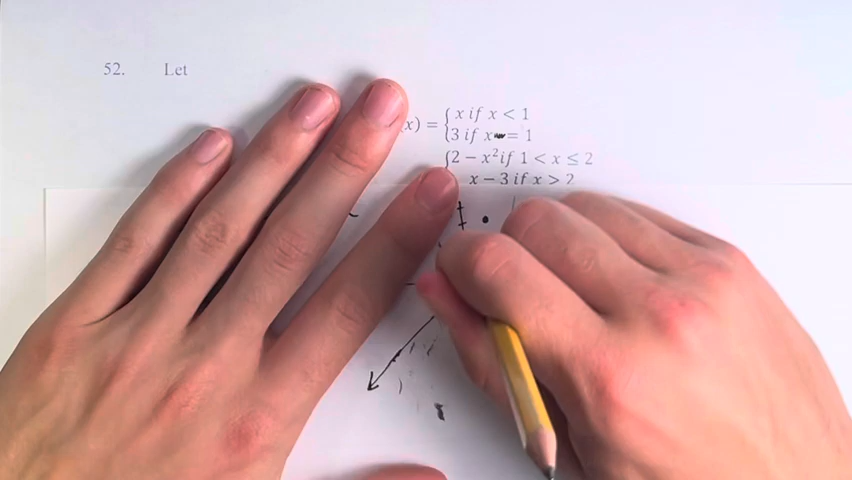 52. Let
x) = { x if x < 1
{3 if x = 1
{2 − x² if 1 < x ≤ 2
x − 3 if x > 2